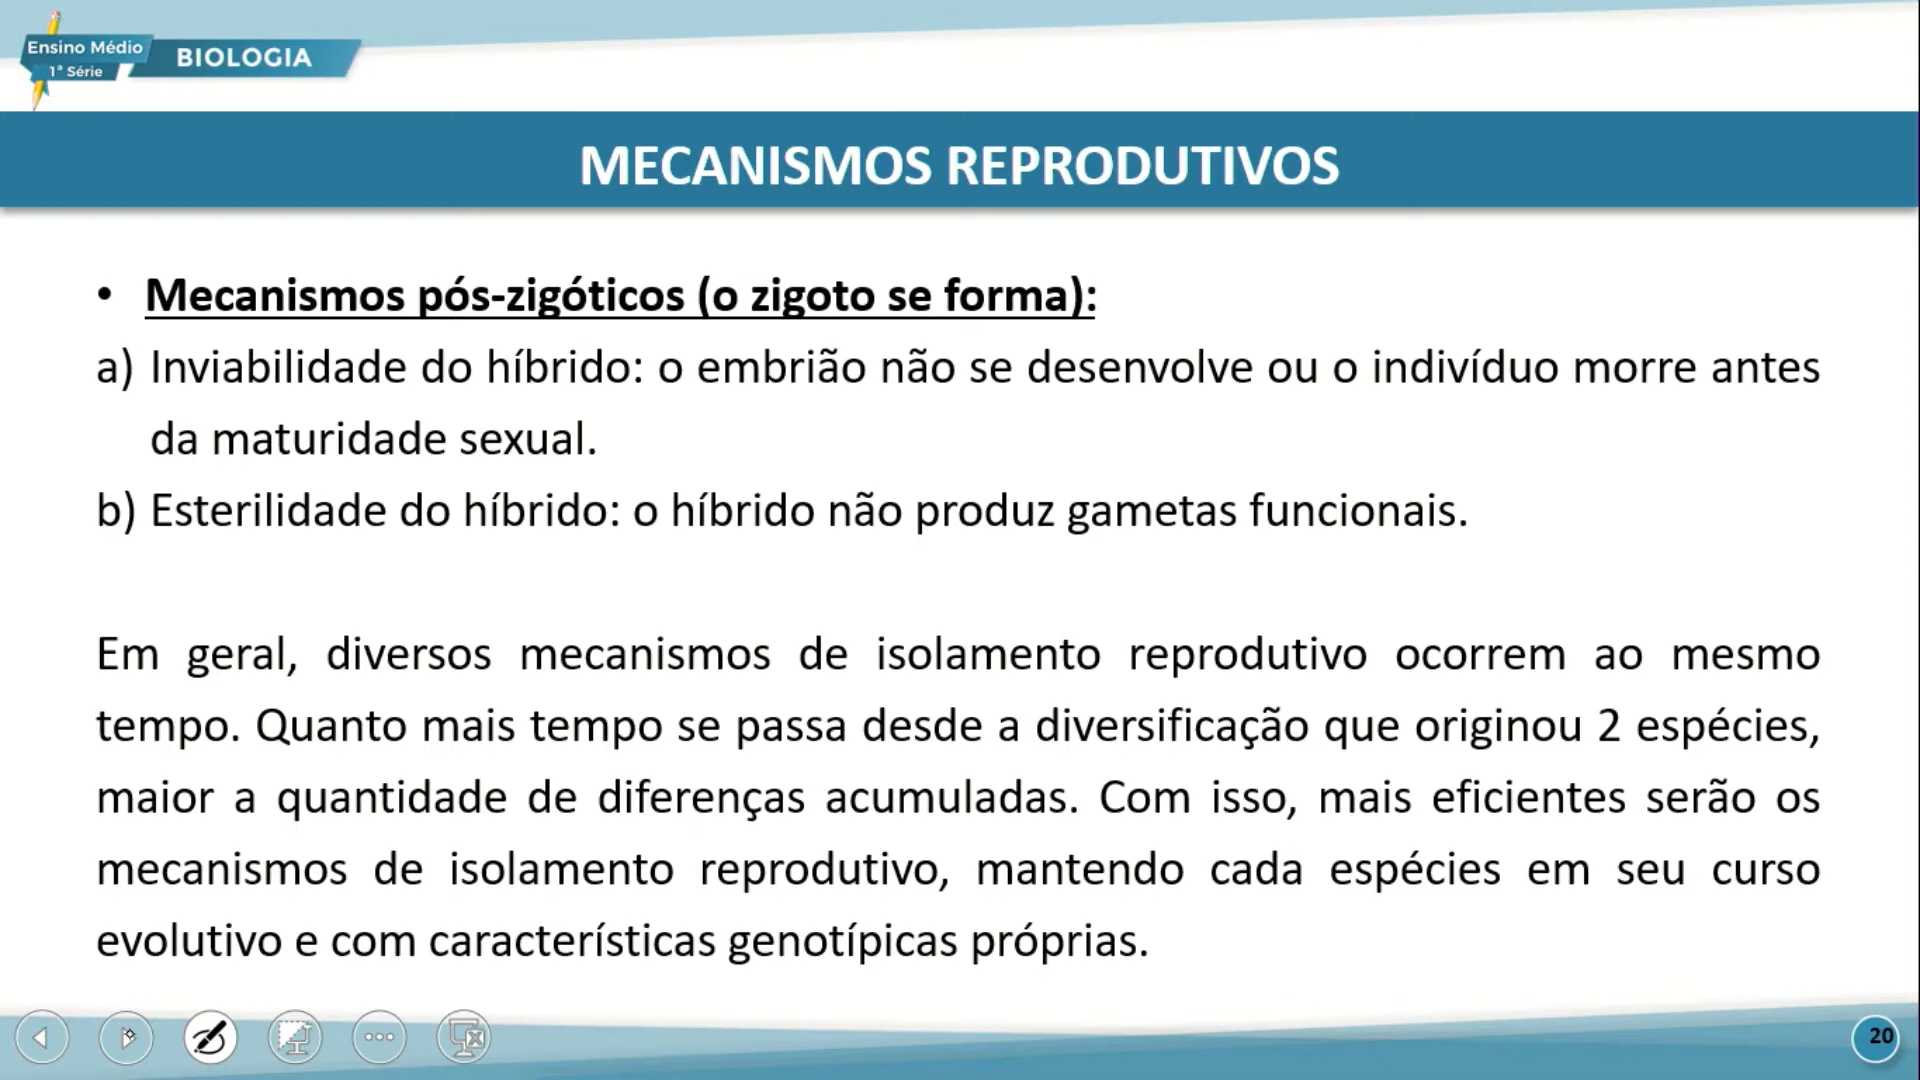 Ensino Médio
1ª Série
BIOLOGIA
MECANISMOS REPRODUTIVOS
• Mecanismos pós-zigóticos (o zigoto se forma):
a) Inviabilidade do híbrido: o embrião não se desenvolve ou o indivíduo morre antes
da maturidade sexual.
b) Esterilidade do híbrido: o híbrido não produz gametas funcionais.
Em geral, diversos mecanismos de isolamento reprodutivo ocorrem ao mesmo
tempo. Quanto mais tempo se passa desde a diversificação que originou 2 espécies,
maior a quantidade de diferenças acumuladas. Com isso, mais eficientes serão os
mecanismos de isolamento reprodutivo, mantendo cada espécies em seu curso
evolutivo e com características genotípicas próprias.
20